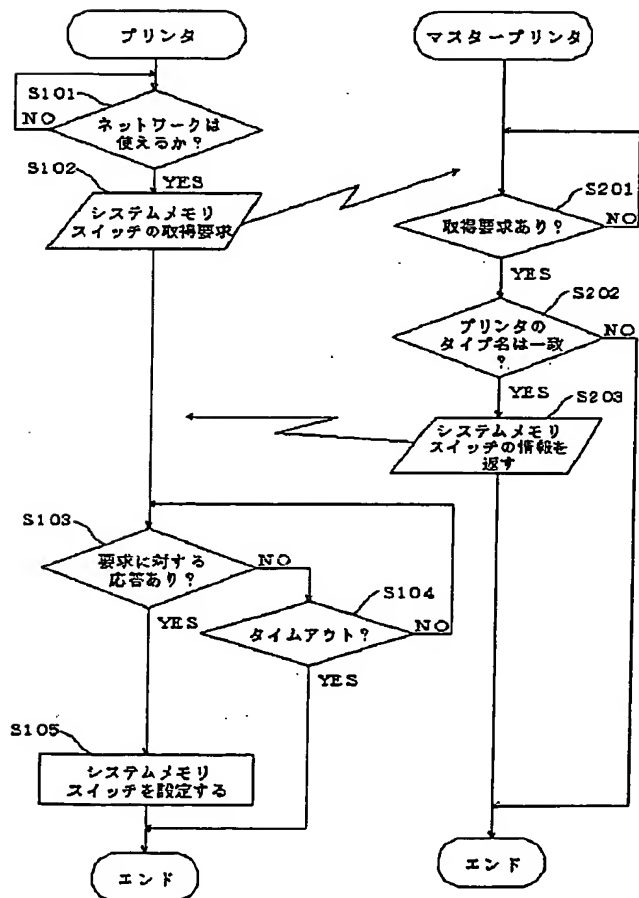 プリンタ
S101
NO
ネットワークは
使えるか?
S102
YES
システムメモリ
スイッチの取得要求
S103
要求に対する
応答あり?
NO
YES
S104
タイムアウト?
NO
YES
S105
システムメモリ
スイッチを設定する
エンド
マスタープリンタ
S201
取得要求あり?
NO
YES
S202
プリンタの
タイプ名は一致
?
NO
YES
S203
システムメモリ
スイッチの情報を
返す
エンド